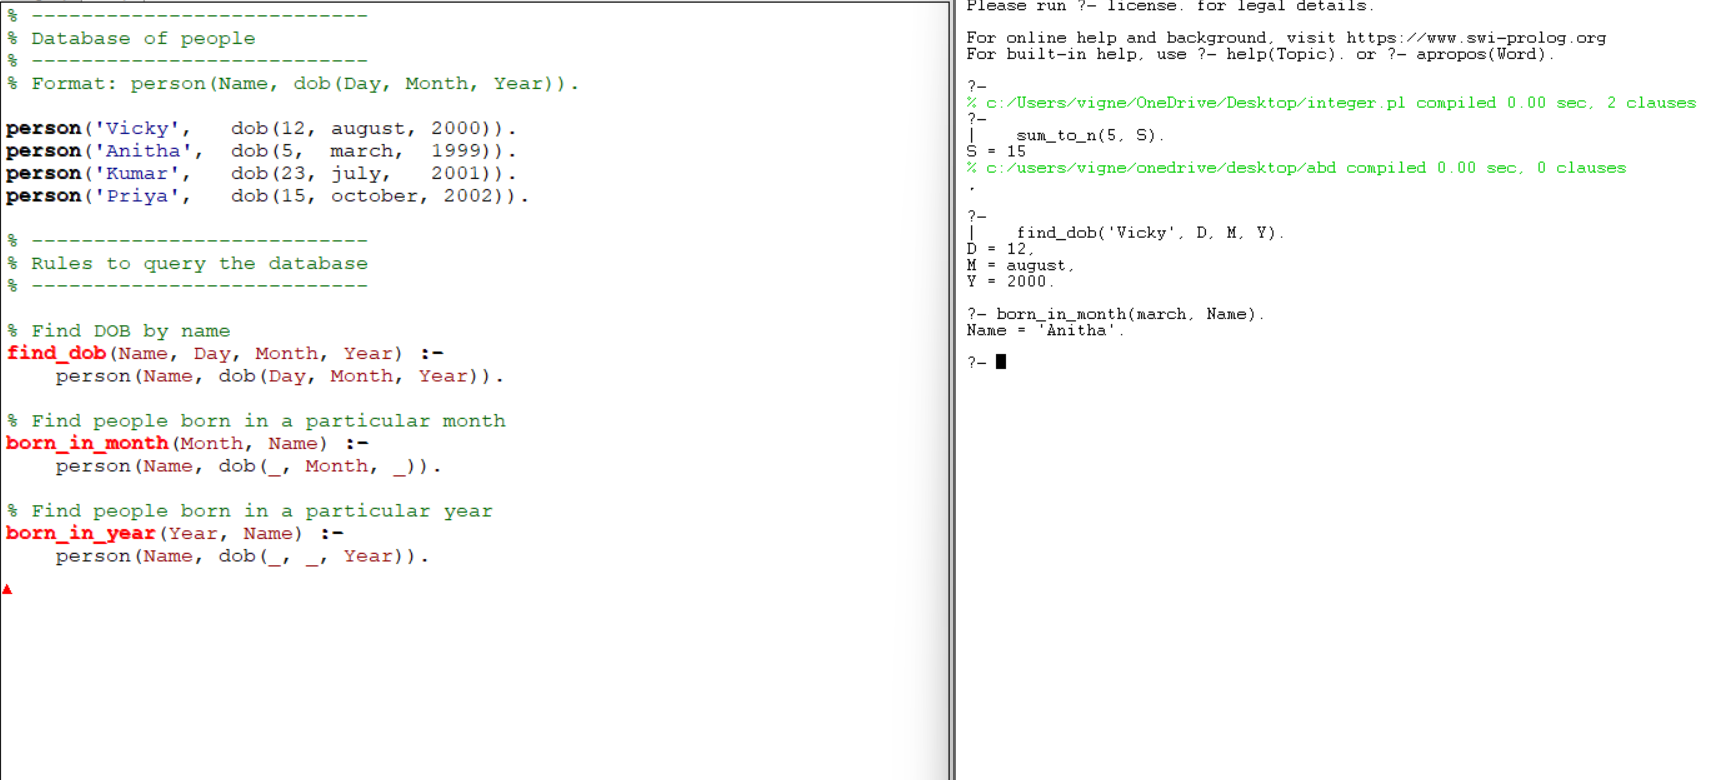 % ---------------------------
% Database of people
% ---------------------------
% Format: person(Name, dob(Day, Month, Year)).
person('Vicky',   dob(12, august, 2000)).
person('Anitha',  dob(5,  march,  1999)).
person('Kumar',   dob(23, july,   2001)).
person('Priya',   dob(15, october, 2002)).
% ---------------------------
% Rules to query the database
% ---------------------------
% Find DOB by name
find_dob(Name, Day, Month, Year) :-
    person(Name, dob(Day, Month, Year)).
% Find people born in a particular month
born_in_month(Month, Name) :-
    person(Name, dob(_, Month, _)).
% Find people born in a particular year
born_in_year(Year, Name) :-
    person(Name, dob(_, _, Year)).
Please run ?- license. for legal details.
For online help and background, visit https://www.swi-prolog.org
For built-in help, use ?- help(Topic). or ?- apropos(Word).
?-
% c:/Users/vigne/OneDrive/Desktop/integer.pl compiled 0.00 sec, 2 clauses
?-
|    sum_to_n(5, S).
S = 15
% c:/users/vigne/onedrive/desktop/abd compiled 0.00 sec, 0 clauses
,
?-
|    find_dob('Vicky', D, M, Y).
D = 12,
M = august,
Y = 2000.
?- born_in_month(march, Name).
Name = 'Anitha'.
?-